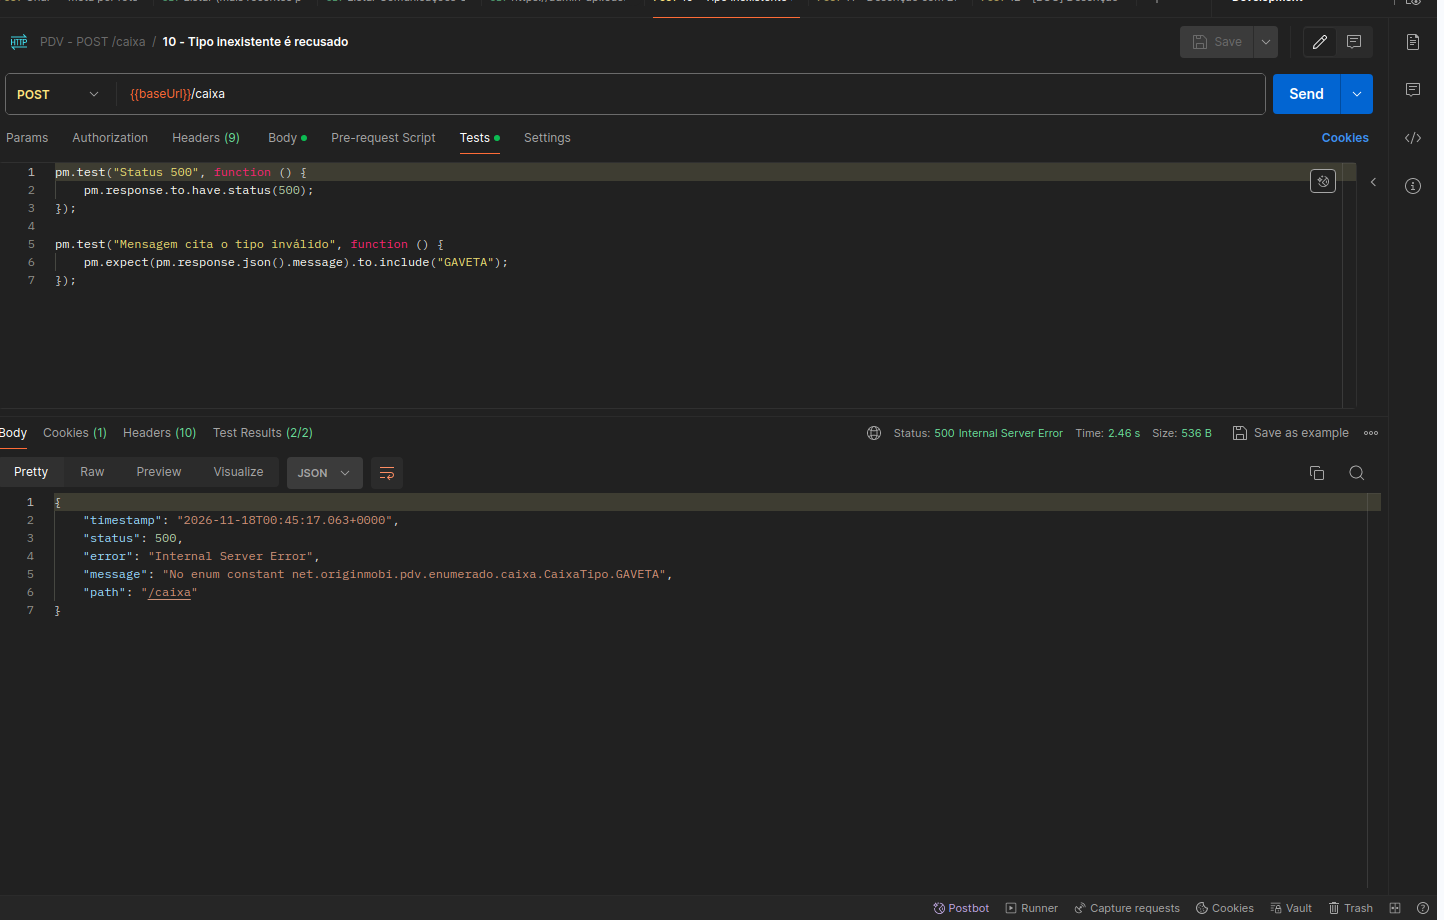 PDV - POST /caixa / 10 - Tipo inexistente é recusado
Save
POST {{baseUrl}}/caixa
Send
Params Authorization Headers (9) Body Pre-request Script Tests Settings
Cookies
1 pm.test("Status 500", function () {
2 pm.response.to.have.status(500);
3 });
4
5 pm.test("Mensagem cita o tipo inválido", function () {
6 pm.expect(pm.response.json().message).to.include("GAVETA");
7 });
Body Cookies (1) Headers (10) Test Results (2/2)
Status: 500 Internal Server Error Time: 2.46 s Size: 536 B Save as example
Pretty Raw Preview Visualize JSON
1 {
2 "timestamp": "2026-11-18T00:45:17.063+0000",
3 "status": 500,
4 "error": "Internal Server Error",
5 "message": "No enum constant net.originmobi.pdv.enumerado.caixa.CaixaTipo.GAVETA",
6 "path": "/caixa"
7 }
Postbot Runner Capture requests Cookies Vault Trash